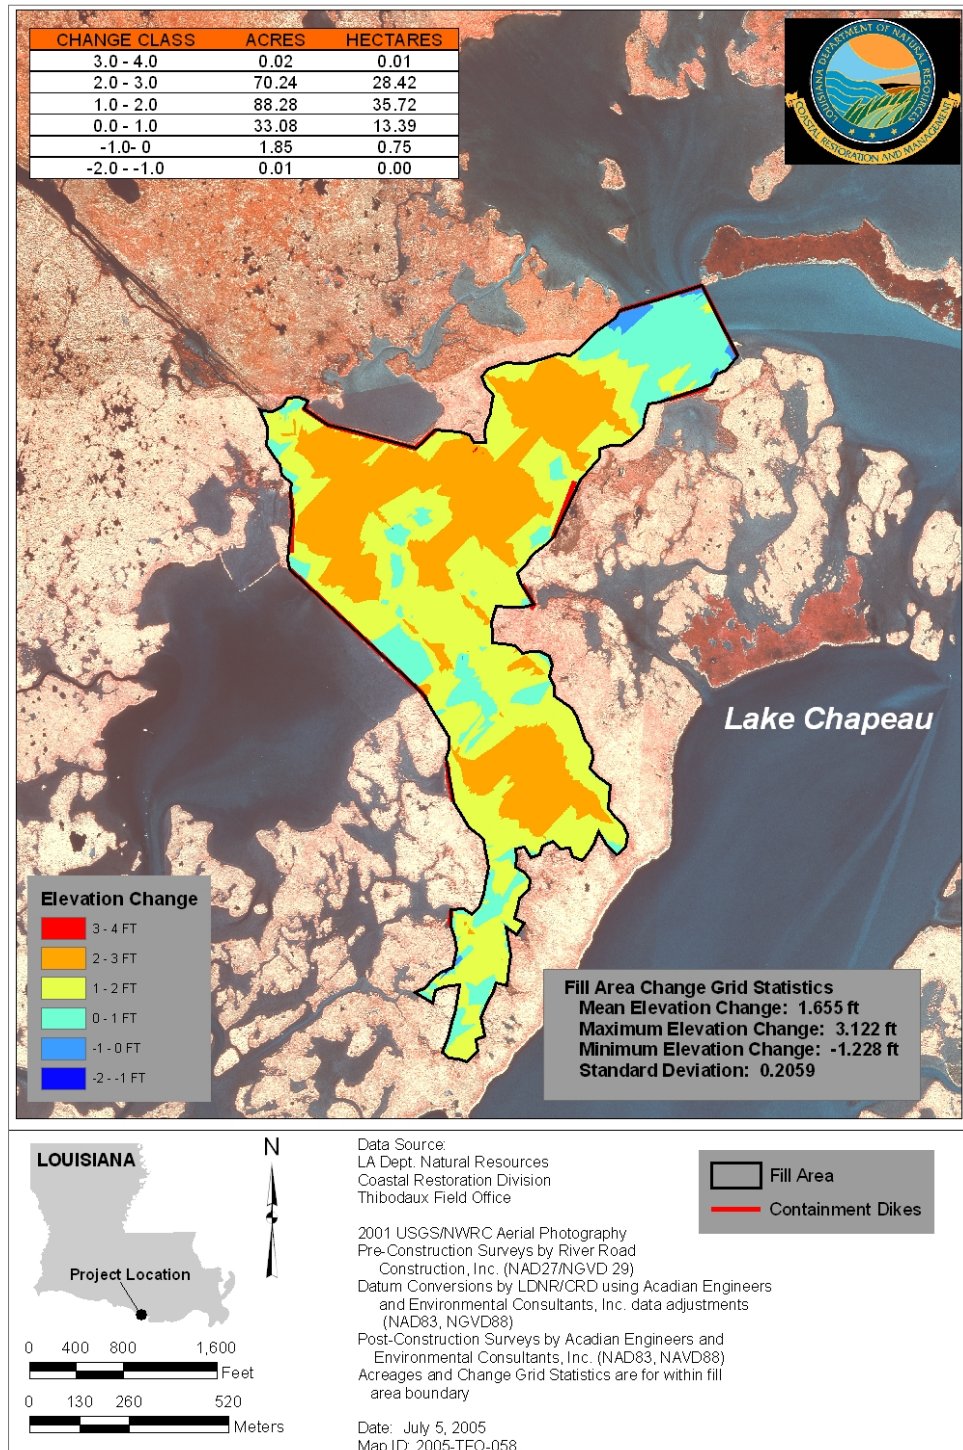 CHANGE CLASS ACRES HECTARES
3.0 - 4.0 0.02 0.01
2.0 - 3.0 70.24 28.42
1.0 - 2.0 88.28 35.72
0.0 - 1.0 33.08 13.39
-1.0- 0 1.85 0.75
-2.0 - -1.0 0.01 0.00
LOUISIANA DEPARTMENT OF NATURAL RESOURCES
COASTAL RESTORATION AND MANAGEMENT
Lake Chapeau
Elevation Change
3 - 4 FT
2 - 3 FT
1 - 2 FT
0 - 1 FT
-1 - 0 FT
-2 - -1 FT
Fill Area Change Grid Statistics
Mean Elevation Change: 1.655 ft
Maximum Elevation Change: 3.122 ft
Minimum Elevation Change: -1.228 ft
Standard Deviation: 0.2059
LOUISIANA
Project Location
0 400 800 1,600
Feet
0 130 260 520
Meters
N
Data Source:
LA Dept. Natural Resources
Coastal Restoration Division
Thibodaux Field Office
2001 USGS/NWRC Aerial Photography
Pre-Construction Surveys by River Road
Construction, Inc. (NAD27/NGVD 29)
Datum Conversions by LDNR/CRD using Acadian Engineers
and Environmental Consultants, Inc. data adjustments
(NAD83, NGVD88)
Post-Construction Surveys by Acadian Engineers and
Environmental Consultants, Inc. (NAD83, NAVD88)
Acreages and Change Grid Statistics are for within fill
area boundary
Date: July 5, 2005
Map ID: 2005-TFO-058
Fill Area
Containment Dikes